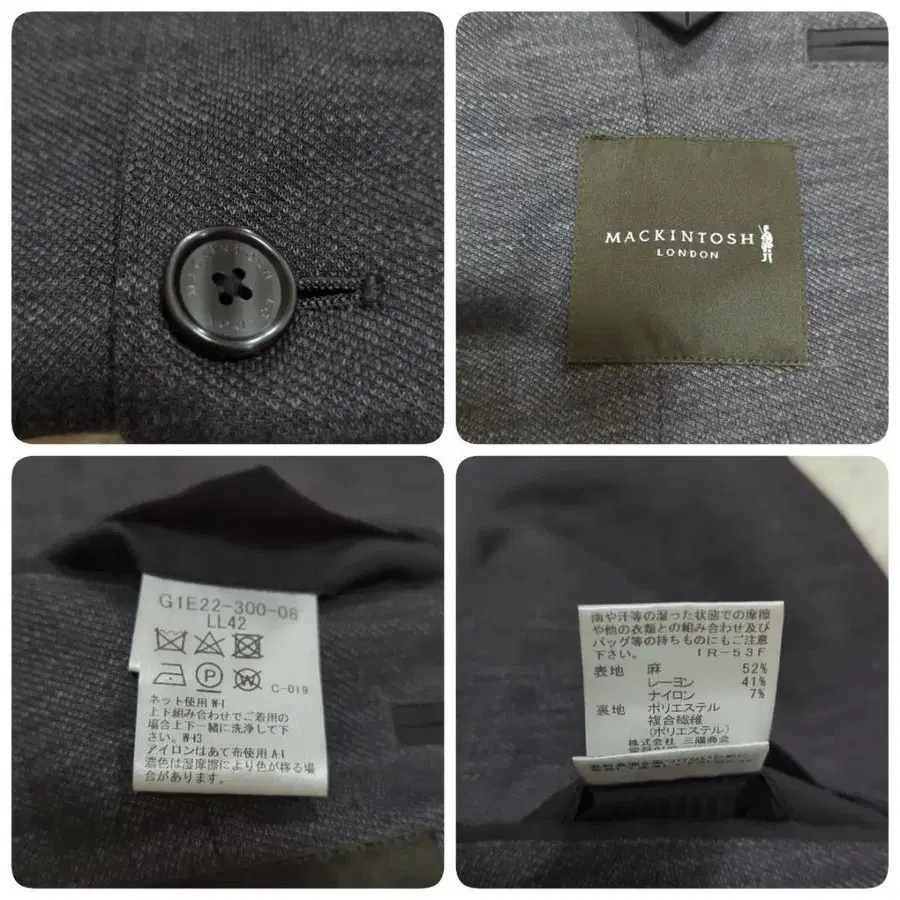 MACKINTOSH
MACKINTOSH
LONDON
G1E22-300-08
LL42
P
W
C-019
ネット使用 W-1
上下組み合わせでご着用の
場合上下一緒に洗浄して下
さい。W-13
アイロンはあて布使用 A-1
濃色は湿摩擦により色が移る場
合があります。
雨や汗等の湿った状態での摩擦
や他の衣類との組み合わせ及び
バッグ等の持ちものにもご注意
下さい。 IR-53F
表地 麻 52%
レーヨン 41%
ナイロン 7%
裏地 ポリエステル
複合繊維
(ポリエステル)
株式会社 三陽商会